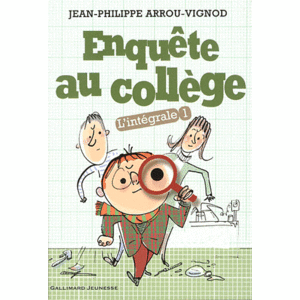 JEAN-PHILIPPE ARROU-VIGNOD
Enquête
au collège
L'intégrale 1
GALLIMARD JEUNESSE